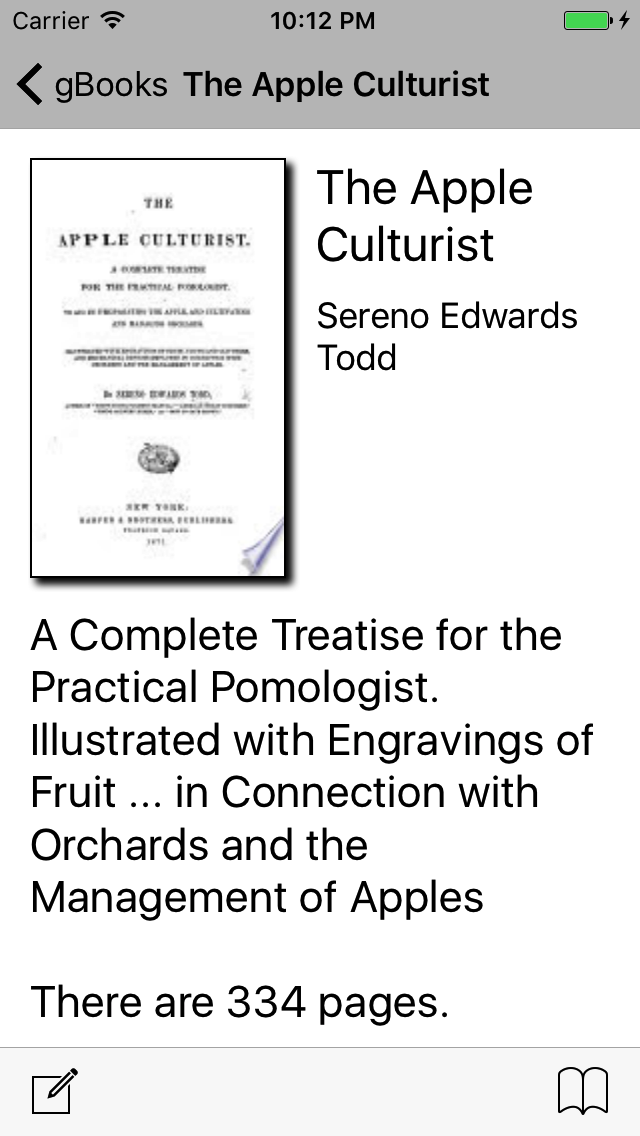 Carrier 10:12 PM
gBooks The Apple Culturist
THE
APPLE CULTURIST.
A COMPLETE TREATISE
FOR THE PRACTICAL POMOLOGIST.
By SERENO EDWARDS TODD,
NEW YORK:
HARPER & BROTHERS, PUBLISHERS,
FRANKLIN SQUARE.
1871.
The Apple
Culturist
Sereno Edwards
Todd
A Complete Treatise for the
Practical Pomologist.
Illustrated with Engravings of
Fruit ... in Connection with
Orchards and the
Management of Apples
There are 334 pages.